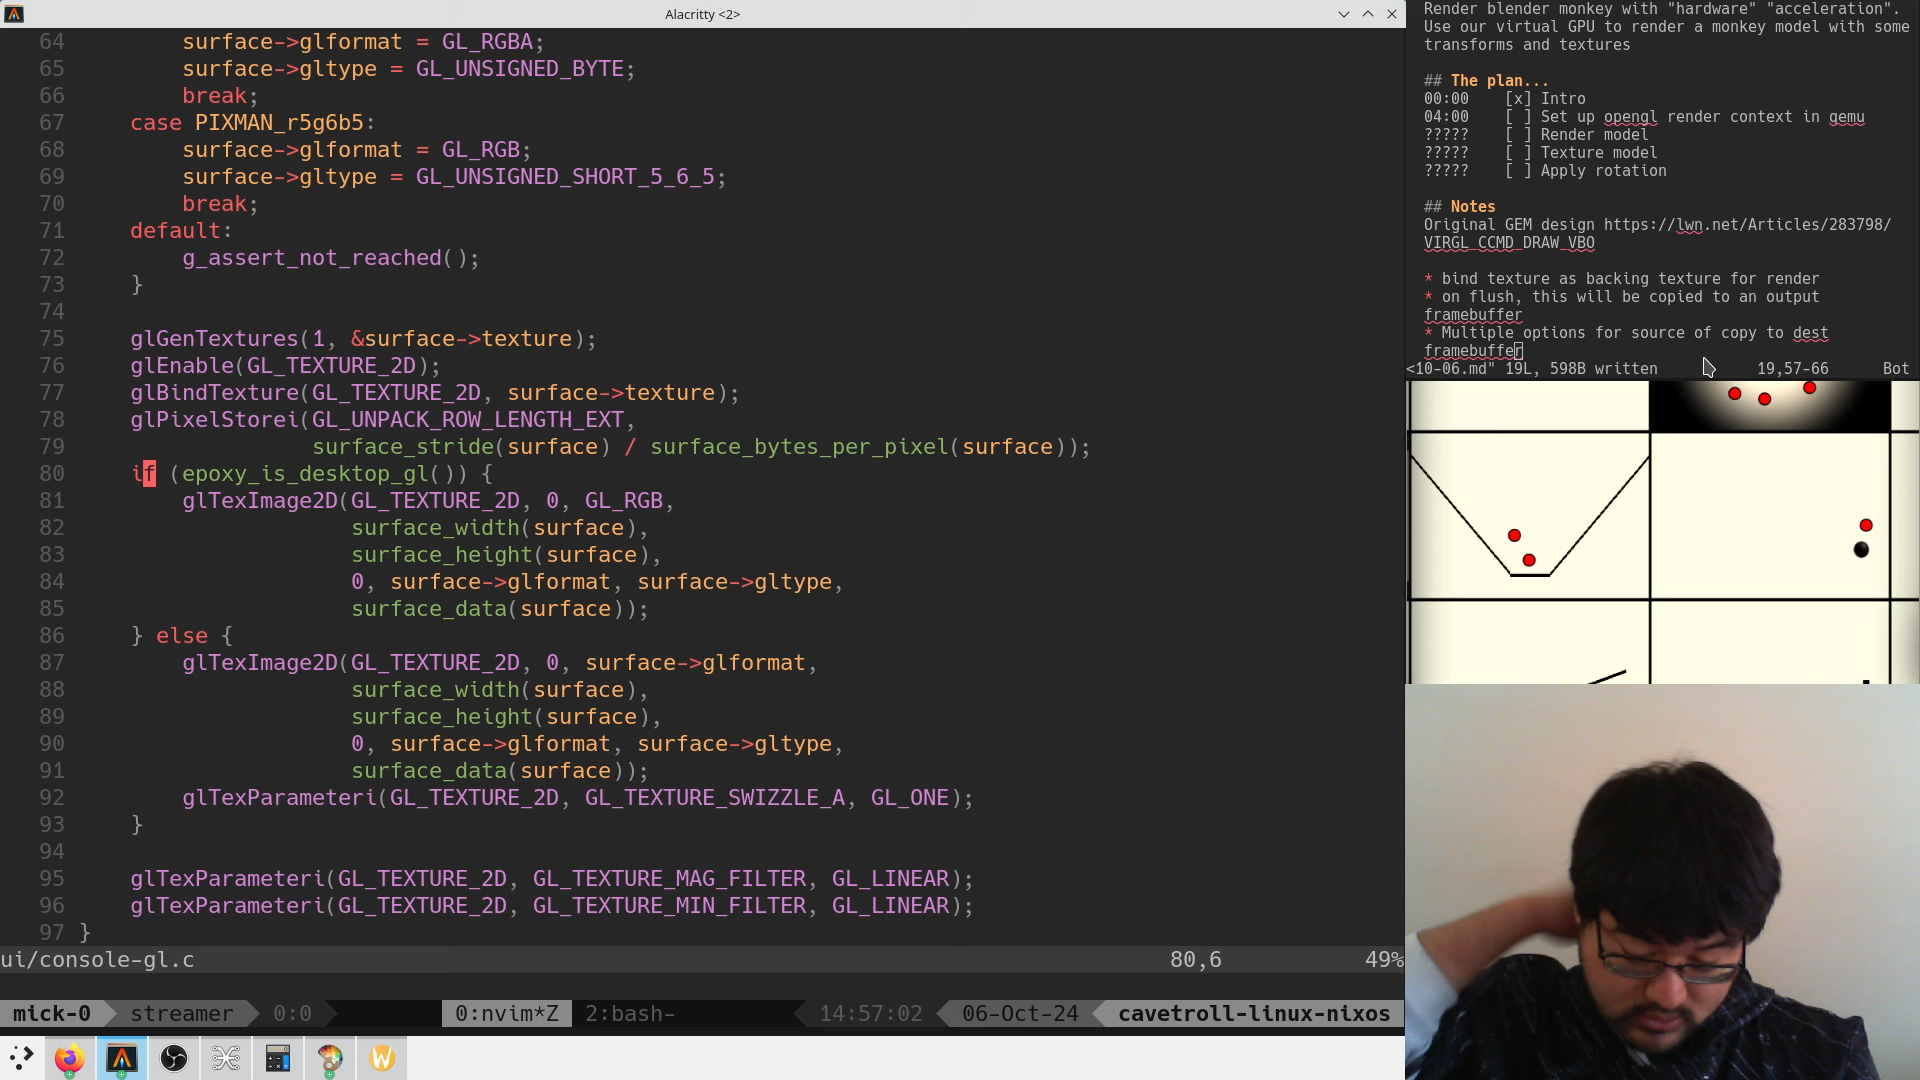 Alacritty <2>
64 surface->glformat = GL_RGBA;
65 surface->gltype = GL_UNSIGNED_BYTE;
66 break;
67 case PIXMAN_r5g6b5:
68 surface->glformat = GL_RGB;
69 surface->gltype = GL_UNSIGNED_SHORT_5_6_5;
70 break;
71 default:
72 g_assert_not_reached();
73 }
74
75 glGenTextures(1, &surface->texture);
76 glEnable(GL_TEXTURE_2D);
77 glBindTexture(GL_TEXTURE_2D, surface->texture);
78 glPixelStorei(GL_UNPACK_ROW_LENGTH_EXT,
79 surface_stride(surface) / surface_bytes_per_pixel(surface));
80 if (epoxy_is_desktop_gl()) {
81 glTexImage2D(GL_TEXTURE_2D, 0, GL_RGB,
82 surface_width(surface),
83 surface_height(surface),
84 0, surface->glformat, surface->gltype,
85 surface_data(surface));
86 } else {
87 glTexImage2D(GL_TEXTURE_2D, 0, surface->glformat,
88 surface_width(surface),
89 surface_height(surface),
90 0, surface->glformat, surface->gltype,
91 surface_data(surface));
92 glTexParameteri(GL_TEXTURE_2D, GL_TEXTURE_SWIZZLE_A, GL_ONE);
93 }
94
95 glTexParameteri(GL_TEXTURE_2D, GL_TEXTURE_MAG_FILTER, GL_LINEAR);
96 glTexParameteri(GL_TEXTURE_2D, GL_TEXTURE_MIN_FILTER, GL_LINEAR);
97 }
ui/console-gl.c 80,6 49%
mick-0 streamer 0:0 0:nvim*Z 2:bash- 14:57:02 06-Oct-24 cavetroll-linux-nixos
Render blender monkey with "hardware" "acceleration".
Use our virtual GPU to render a monkey model with some
transforms and textures
## The plan...
00:00 [x] Intro
04:00 [ ] Set up opengl render context in qemu
????? [ ] Render model
????? [ ] Texture model
????? [ ] Apply rotation
## Notes
Original GEM design https://lwn.net/Articles/283798/
VIRGL_CCMD_DRAW_VBO
* bind texture as backing texture for render
* on flush, this will be copied to an output
framebuffer
* Multiple options for source of copy to dest
framebuffer
<10-06.md" 19L, 598B written 19,57-66 Bot